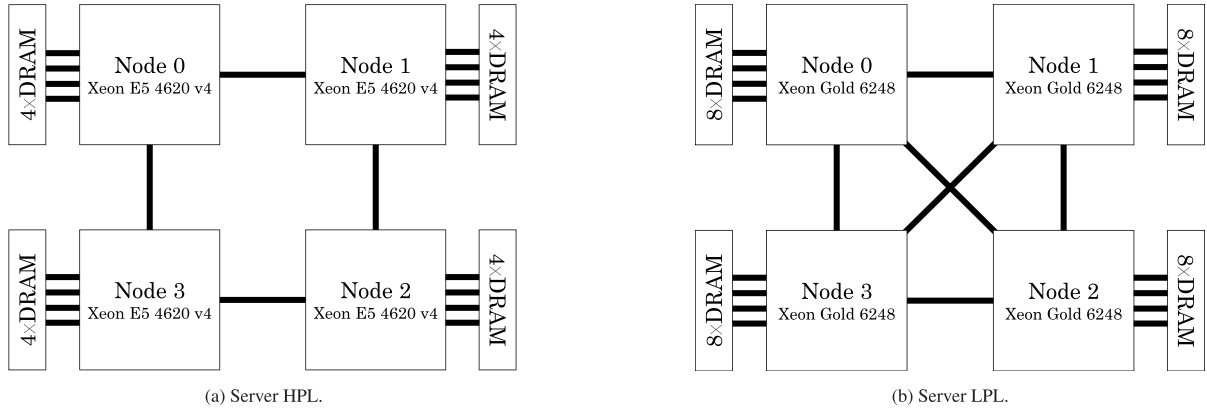 4×DRAM
Node 0
Xeon E5 4620 v4
Node 1
Xeon E5 4620 v4
4×DRAM
4×DRAM
Node 3
Xeon E5 4620 v4
Node 2
Xeon E5 4620 v4
4×DRAM
(a) Server HPL.
8×DRAM
Node 0
Xeon Gold 6248
Node 1
Xeon Gold 6248
8×DRAM
8×DRAM
Node 3
Xeon Gold 6248
Node 2
Xeon Gold 6248
8×DRAM
(b) Server LPL.